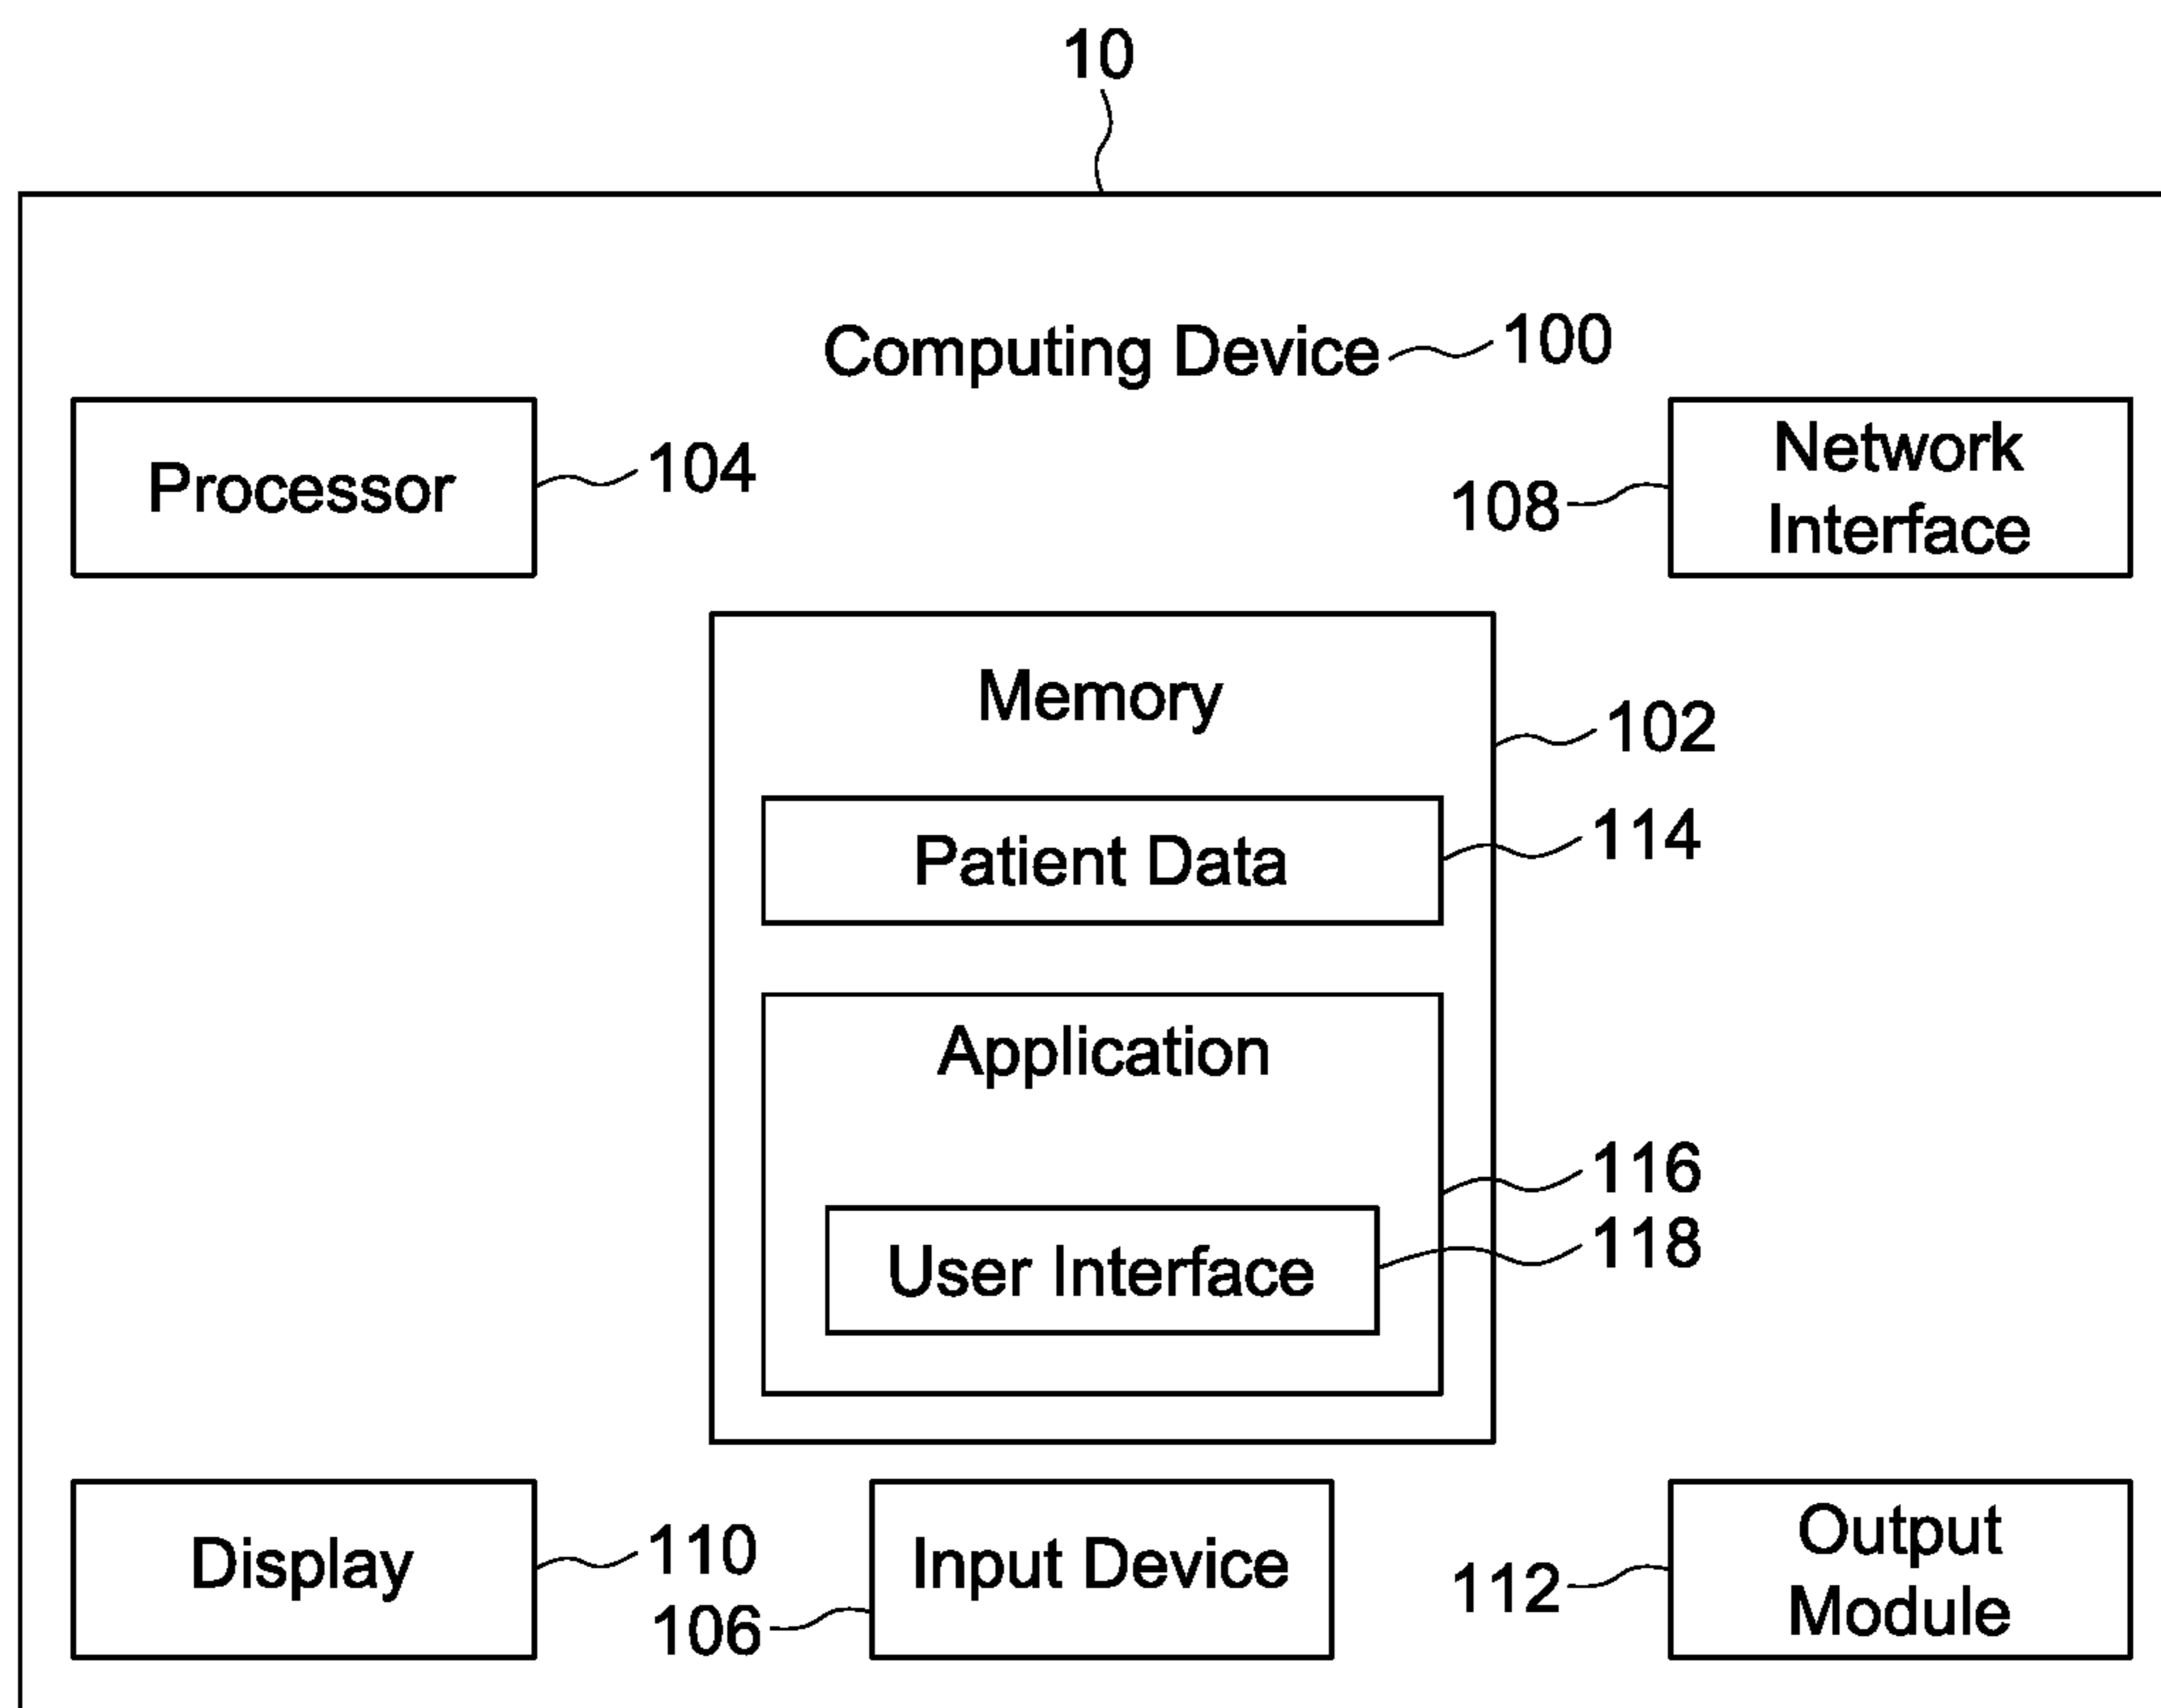 10
Computing Device 100
Processor
104
Network
Interface
108
Memory
102
Patient Data
114
Application
116
User Interface
118
Display
110
Input Device
106
Output
Module
112